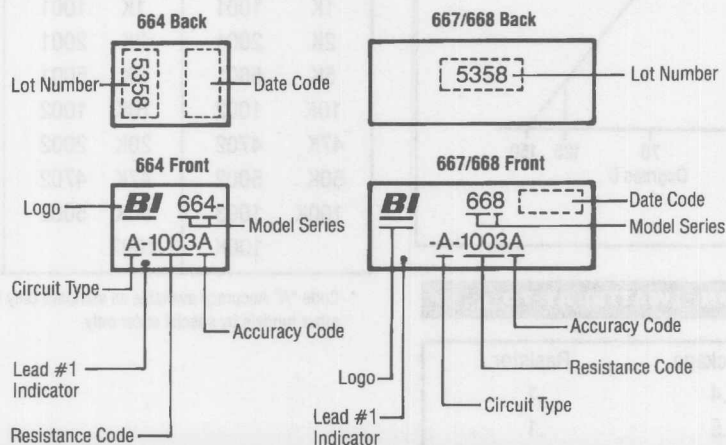 664 Back
667/668 Back
Lot Number
5358
Date Code
5358
Lot Number
664 Front
667/668 Front
Logo
BI
664-
Model Series
A-1003A
Circuit Type
Accuracy Code
Lead #1
Indicator
Resistance Code
BI
668
Date Code
Model Series
-A-1003A
Accuracy Code
Resistance Code
Logo
Circuit Type
Lead #1
Indicator